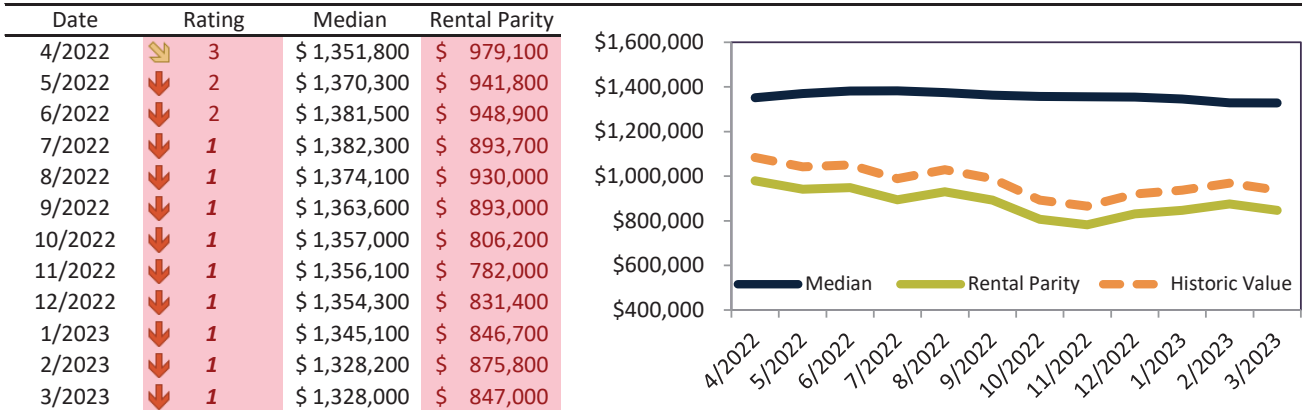 Date Rating Median Rental Parity
4/2022 3 $ 1,351,800 $ 979,100
5/2022 2 $ 1,370,300 $ 941,800
6/2022 2 $ 1,381,500 $ 948,900
7/2022 1 $ 1,382,300 $ 893,700
8/2022 1 $ 1,374,100 $ 930,000
9/2022 1 $ 1,363,600 $ 893,000
10/2022 1 $ 1,357,000 $ 806,200
11/2022 1 $ 1,356,100 $ 782,000
12/2022 1 $ 1,354,300 $ 831,400
1/2023 1 $ 1,345,100 $ 846,700
2/2023 1 $ 1,328,200 $ 875,800
3/2023 1 $ 1,328,000 $ 847,000
$1,600,000
$1,400,000
$1,200,000
$1,000,000
$800,000
$600,000
$400,000
Median Rental Parity Historic Value
4/2022 5/2022 6/2022 7/2022 8/2022 9/2022 10/2022 11/2022 12/2022 1/2023 2/2023 3/2023